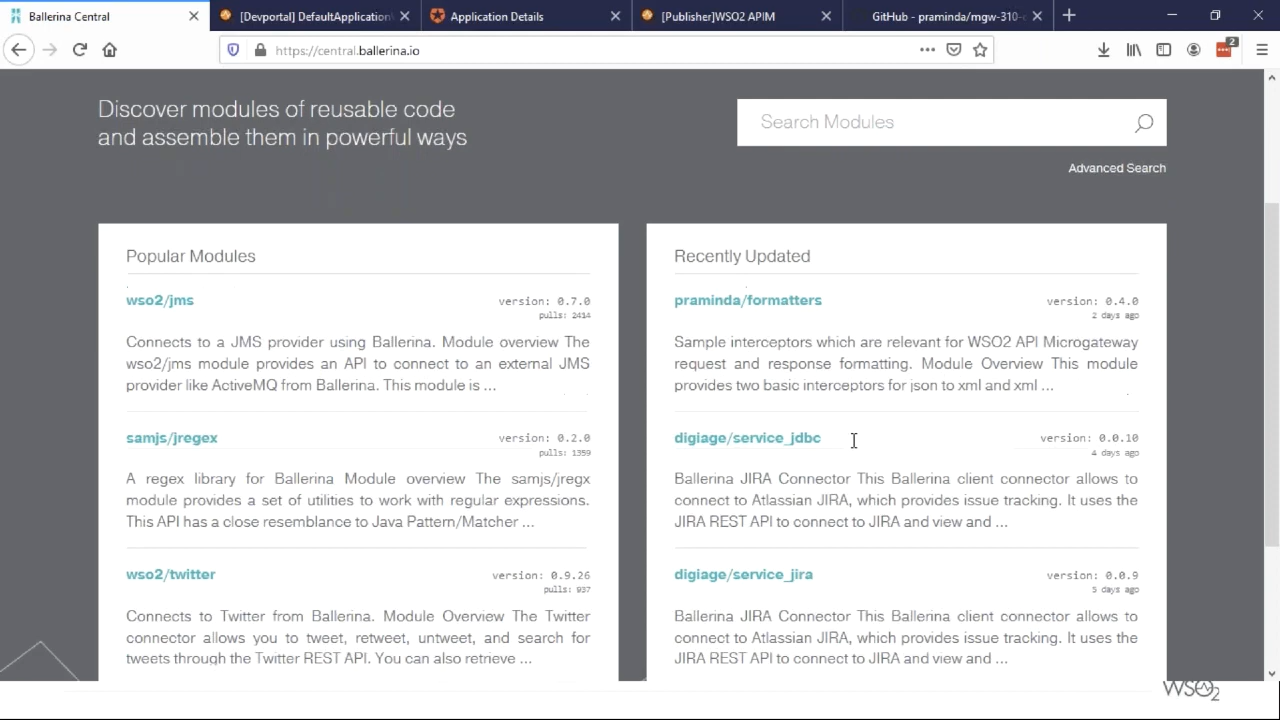 Ballerina Central
[Devportal] DefaultApplication
Application Details
[Publisher]WSO2 APIM
GitHub - praminda/mgw-310-
https://central.ballerina.io
2
Discover modules of reusable code
and assemble them in powerful ways
Search Modules
Advanced Search
Popular Modules
wso2/jms
version: 0.7.0
pulls: 2414
Connects to a JMS provider using Ballerina. Module overview The
wso2/jms module provides an API to connect to an external JMS
provider like ActiveMQ from Ballerina. This module is ...
samjs/jregex
version: 0.2.0
pulls: 1359
A regex library for Ballerina Module overview The samjs/jregx
module provides a set of utilities to work with regular expressions.
This API has a close resemblance to Java Pattern/Matcher ...
wso2/twitter
version: 0.9.26
pulls: 937
Connects to Twitter from Ballerina. Module Overview The Twitter
connector allows you to tweet, retweet, untweet, and search for
tweets through the Twitter REST API. You can also retrieve ...
Recently Updated
praminda/formatters
version: 0.4.0
2 days ago
Sample interceptors which are relevant for WSO2 API Microgateway
request and response formatting. Module Overview This module
provides two basic interceptors for json to xml and xml ...
digiage/service_jdbc
version: 0.0.10
4 days ago
Ballerina JIRA Connector This Ballerina client connector allows to
connect to Atlassian JIRA, which provides issue tracking. It uses the
JIRA REST API to connect to JIRA and view and ...
digiage/service_jira
version: 0.0.9
5 days ago
Ballerina JIRA Connector This Ballerina client connector allows to
connect to Atlassian JIRA, which provides issue tracking. It uses the
JIRA REST API to connect to JIRA and view and ...
WSO2